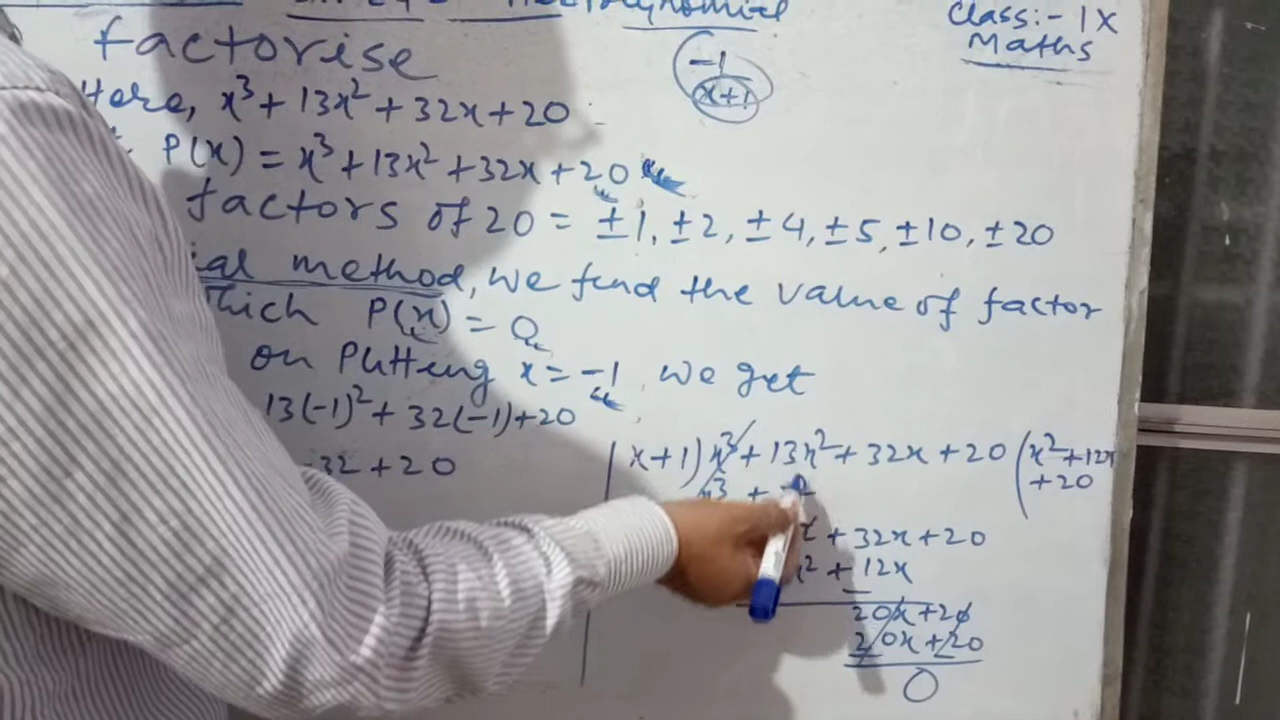 Polynomial
Class:- IX
Maths
factorise
-1
x+1
Here, x³ + 13x² + 32x + 20
P(x) = x³ + 13x² + 32x + 20
factors of 20 = ±1, ±2, ±4, ±5, ±10, ±20
method, we find the value of factor
which P(x) = 0
on putting x = -1 we get
13(-1)² + 32(-1) + 20
-32 + 20
x+1) x³ + 13x² + 32x + 20 (x² + 12x
+ 20
x³ +
+ 32x + 20
+ 12x
20x + 20
20x + 20
0